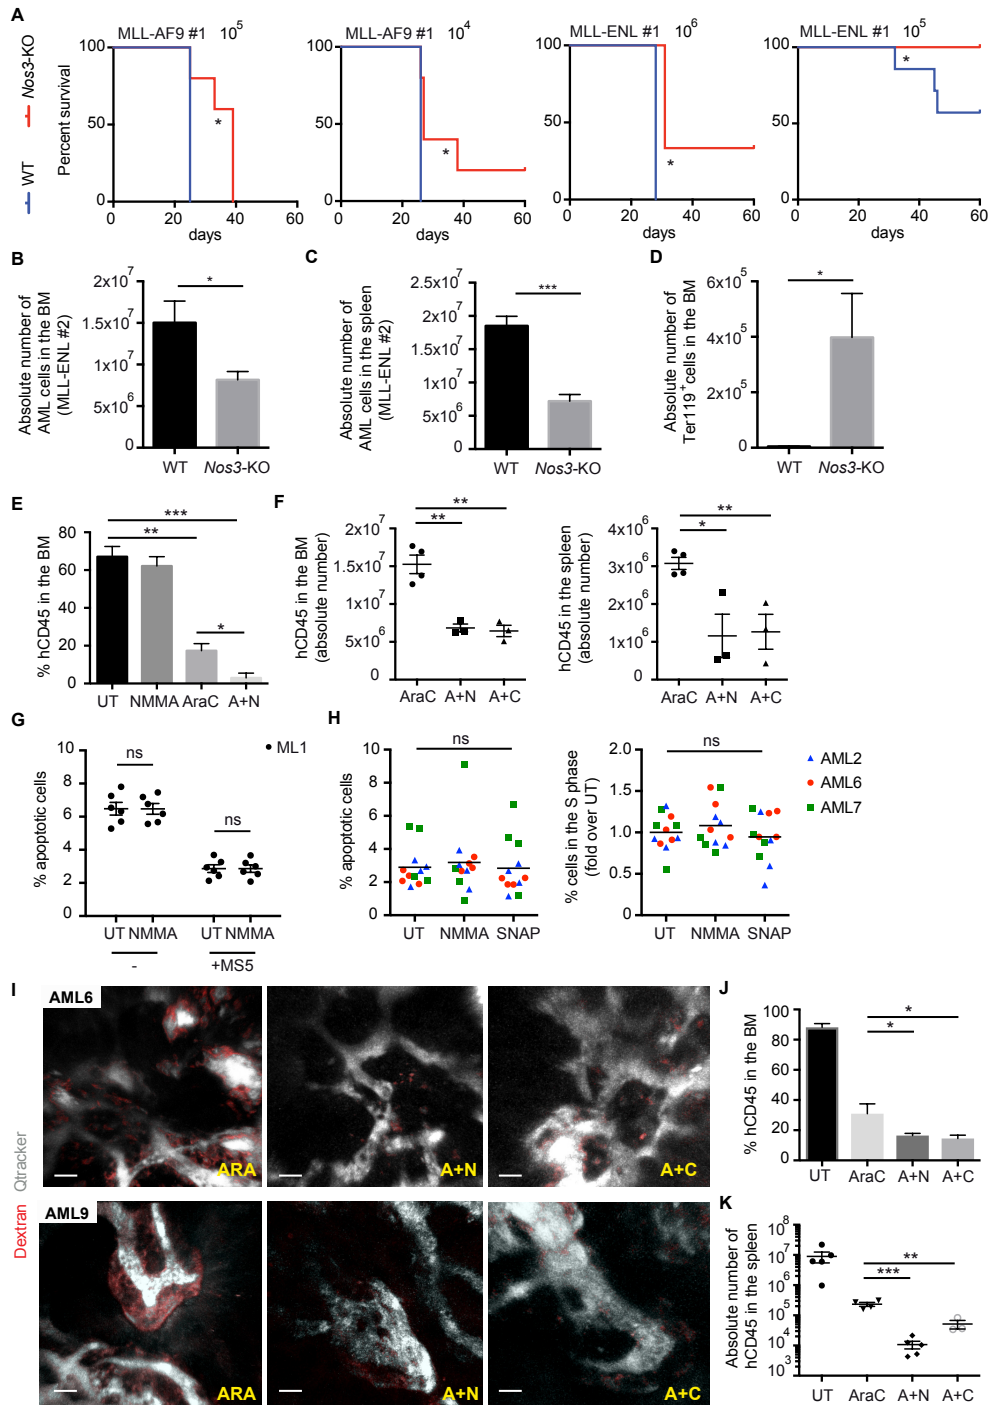 A
Nos3-KO
WT
Percent survival
MLL-AF9 #1 10^5
100
50
0
0 20 40 60
days
MLL-AF9 #1 10^4
100
50
0
0 20 40 60
days
MLL-ENL #1 10^6
100
50
0
0 20 40 60
days
MLL-ENL #1 10^5
100
50
0
0 20 40 60
days
*
*
*
*
B
Absolute number of
AML cells in the BM
(MLL-ENL #2)
2x10^7
1.5x10^7
1x10^7
5x10^6
0
*
WT Nos3-KO
C
Absolute number of
AML cells in the spleen
(MLL-ENL #2)
2.5x10^7
2x10^7
1.5x10^7
1x10^7
5x10^6
0
***
WT Nos3-KO
D
Absolute number of
Ter119^+ cells in the BM
6x10^5
4x10^5
2x10^5
0
*
WT Nos3-KO
E
% hCD45 in the BM
80
60
40
20
0
***
**
*
UT NMMA AraC A+N
F
hCD45 in the BM
(absolute number)
2x10^7
1.5x10^7
1x10^7
5x10^6
0
**
**
AraC A+N A+C
hCD45 in the spleen
(absolute number)
4x10^6
3x10^6
2x10^6
1x10^6
0
**
*
AraC A+N A+C
G
% apoptotic cells
10
8
6
4
2
0
ns
ns
ML1
UT NMMA UT NMMA
- +MS5
H
% apoptotic cells
10
8
6
4
2
0
ns
UT NMMA SNAP
% cells in the S phase
(fold over UT)
2.0
1.5
1.0
0.5
0
ns
UT NMMA SNAP
AML2
AML6
AML7
I
Dextran Qtracker
AML6
ARA
A+N
A+C
AML9
ARA
A+N
A+C
J
% hCD45 in the BM
100
80
60
40
20
0
*
*
UT AraC A+N A+C
K
Absolute number of
hCD45 in the spleen
10^8
10^7
10^6
10^5
10^4
10^3
**
***
UT AraC A+N A+C